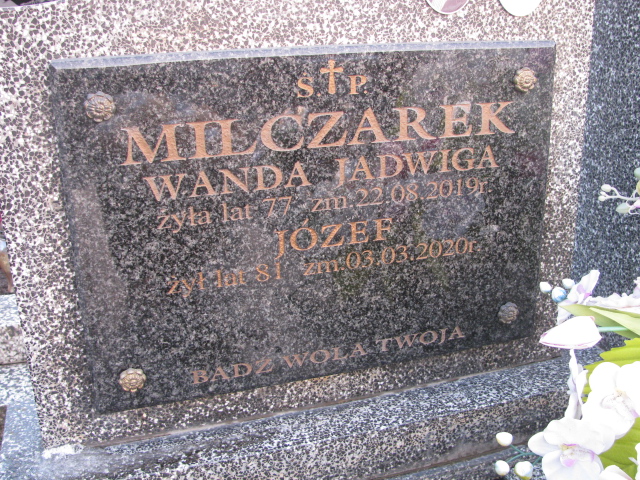 Ś✝P
MILCZAREK
WANDA JADWIGA
żyła lat 77 zm.22.08.2019r.
JÓZEF
żył lat 81 zm.03.03.2020r.
BĄDŹ WOLA TWOJA